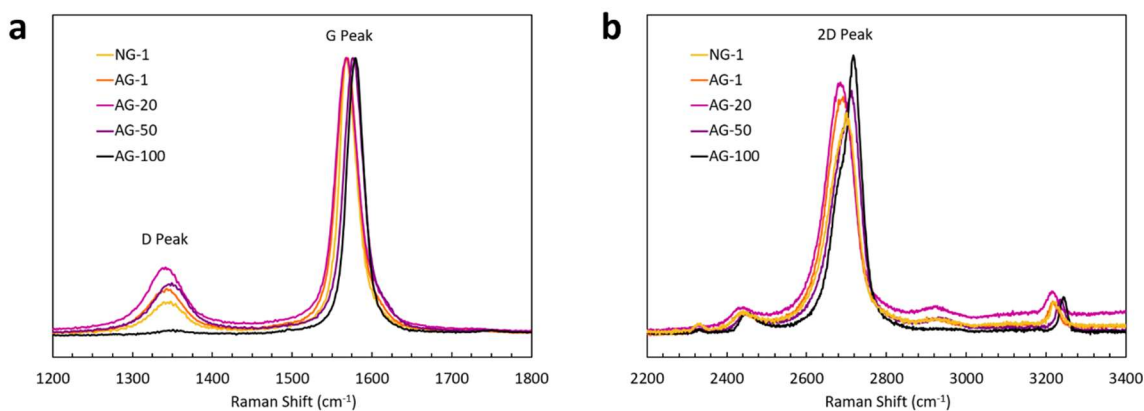 a
G Peak
NG-1
AG-1
AG-20
AG-50
AG-100
D Peak
1200 1300 1400 1500 1600 1700 1800
Raman Shift (cm⁻¹)
b
2D Peak
NG-1
AG-1
AG-20
AG-50
AG-100
2200 2400 2600 2800 3000 3200 3400
Raman Shift (cm⁻¹)